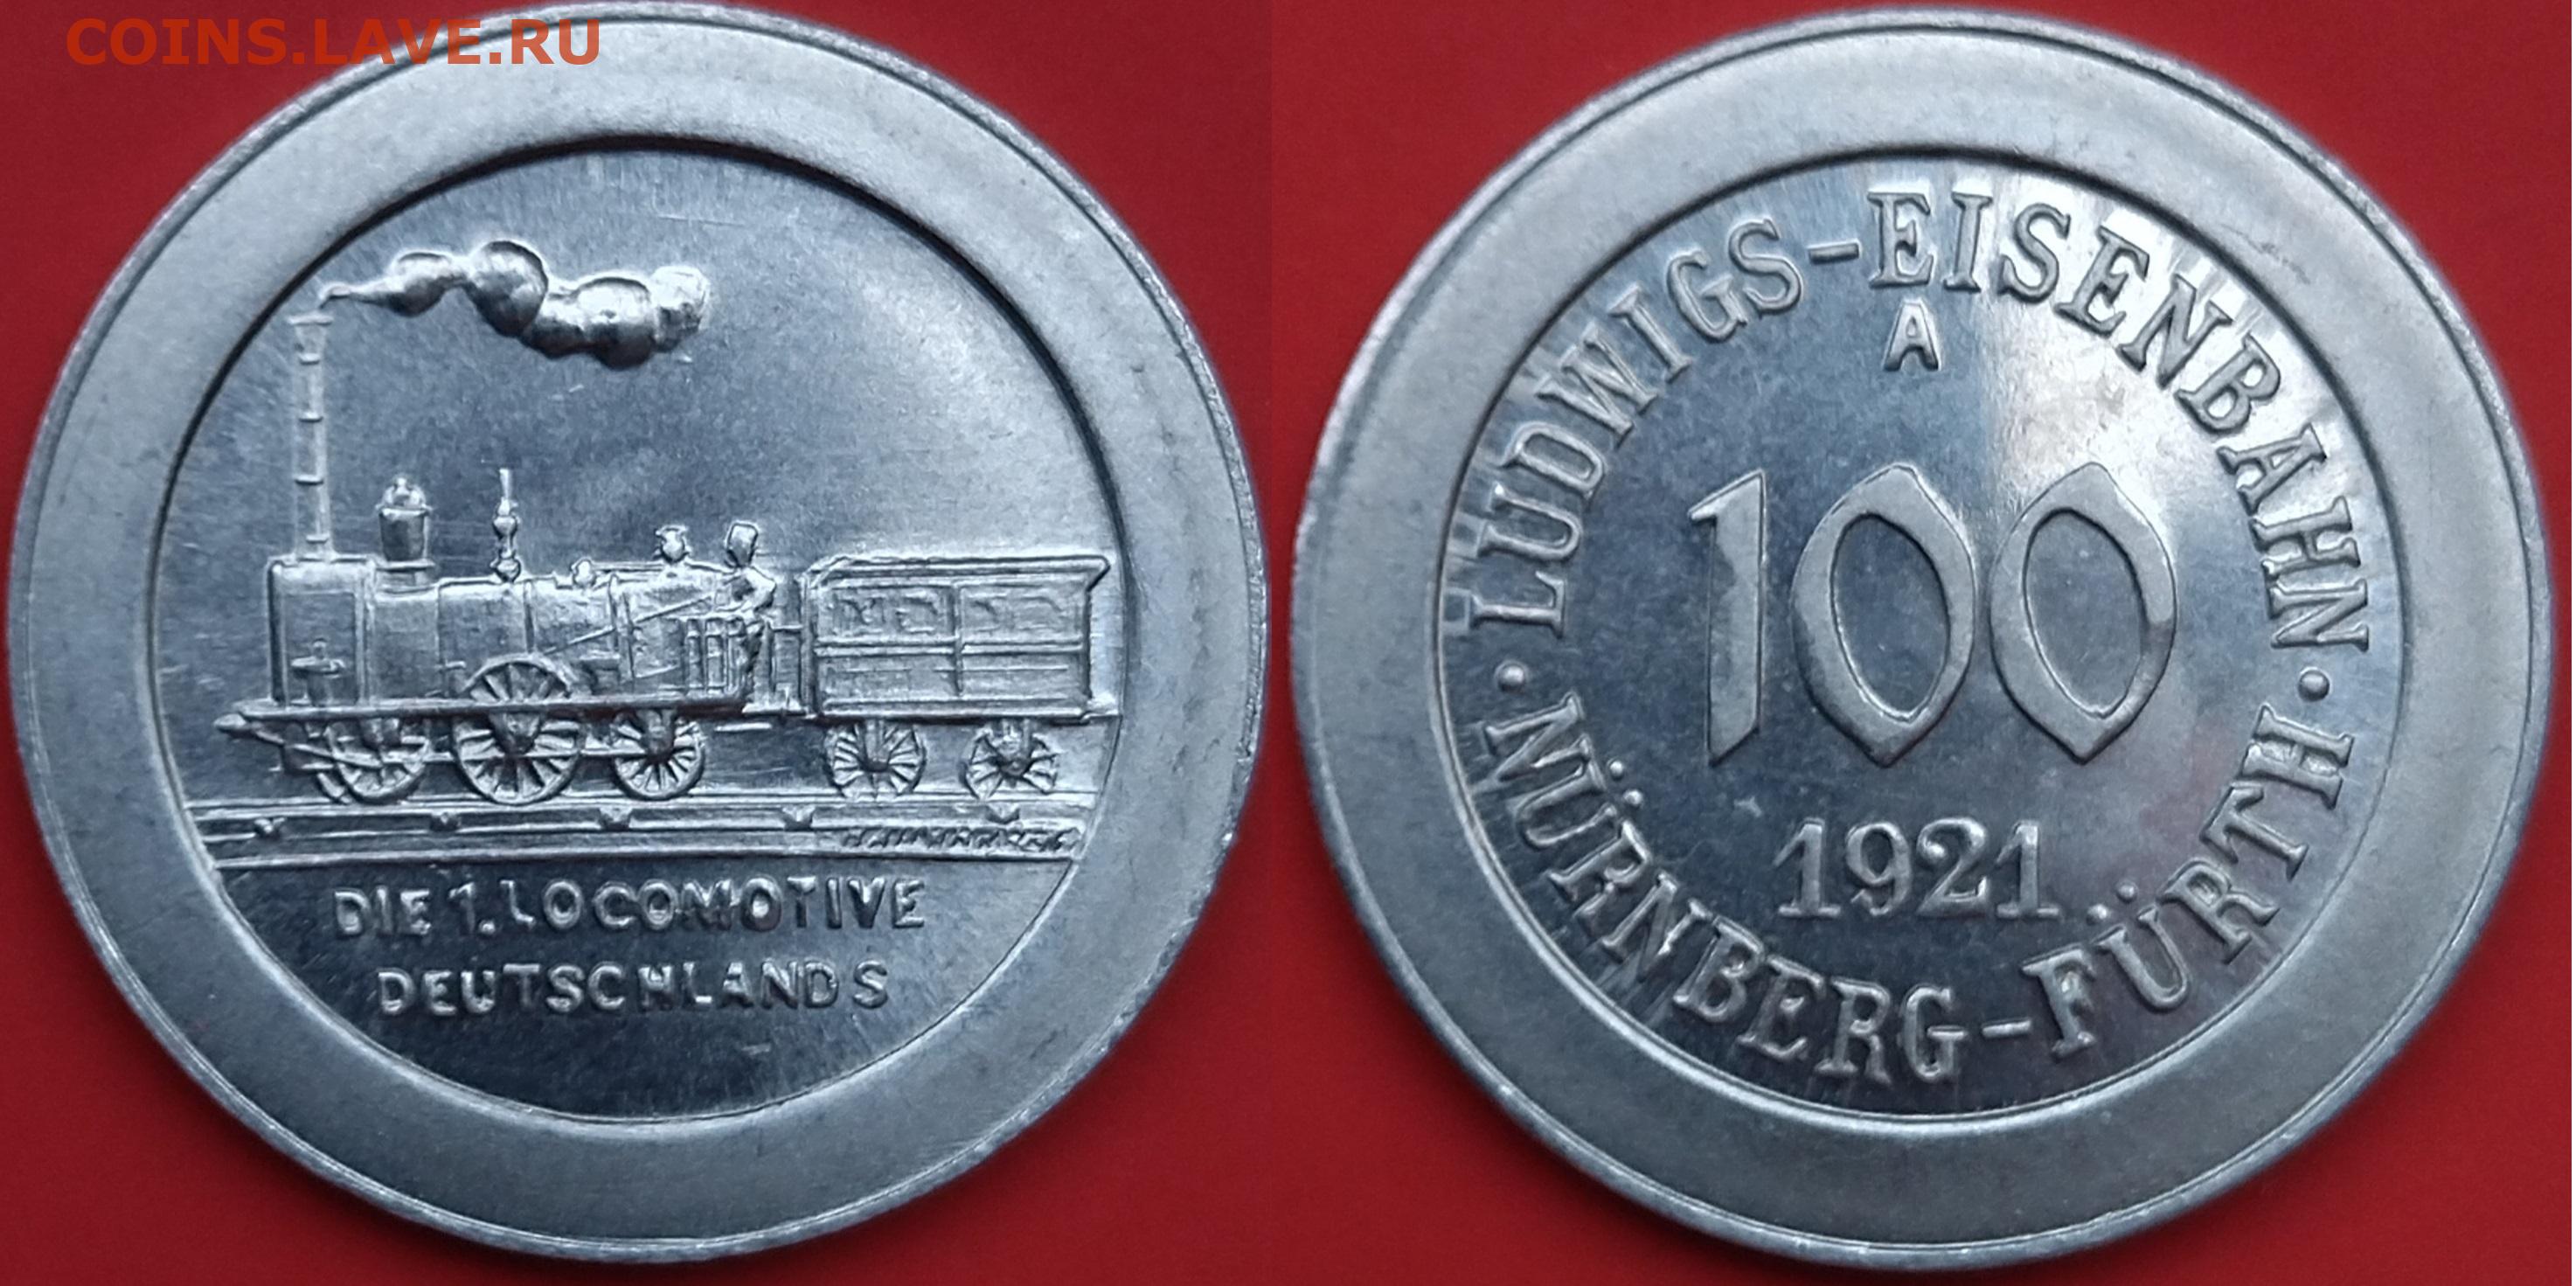 COINS.LAVE.RU
DIE 1. LOCOMOTIVE
DEUTSCHLANDS
· LUDWIGS-EISENBAHN ·
A
100
1921
NÜRNBERG-FÜRTH